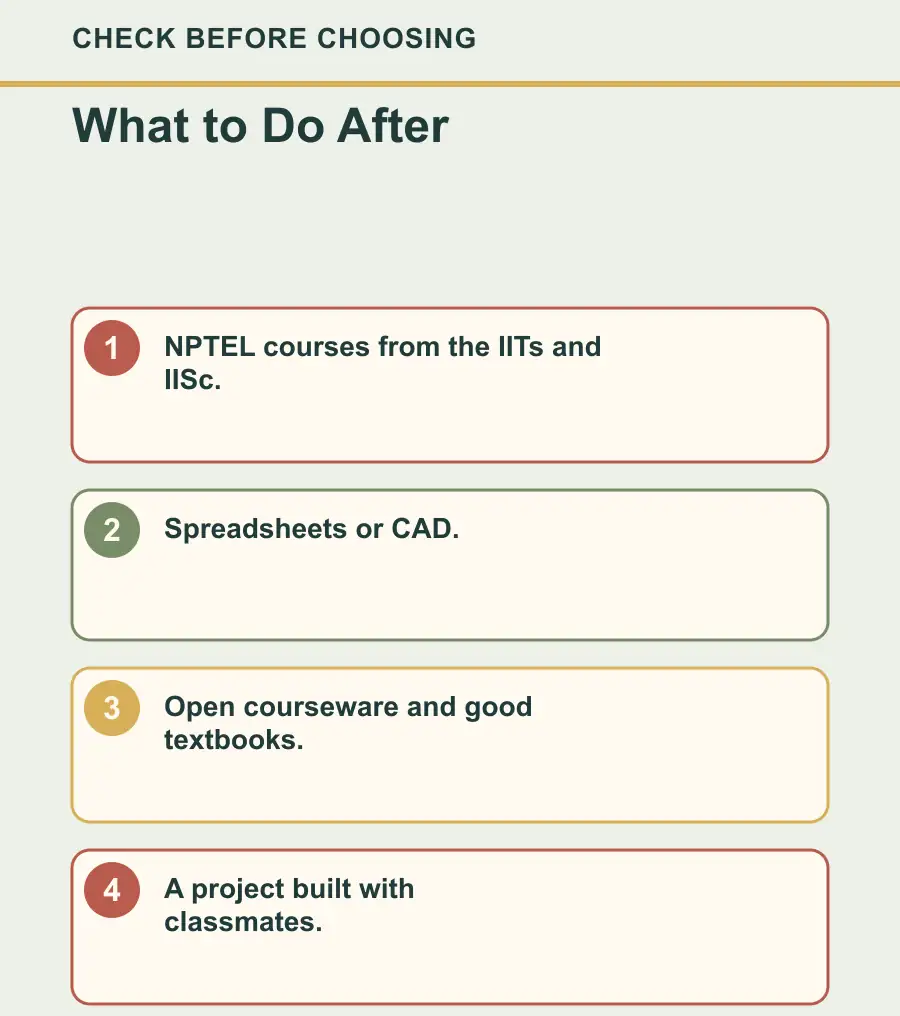 CHECK BEFORE CHOOSING
What to Do After
1
NPTEL courses from the IITs and
IISc.
2
Spreadsheets or CAD.
3
Open courseware and good
textbooks.
4
A project built with
classmates.